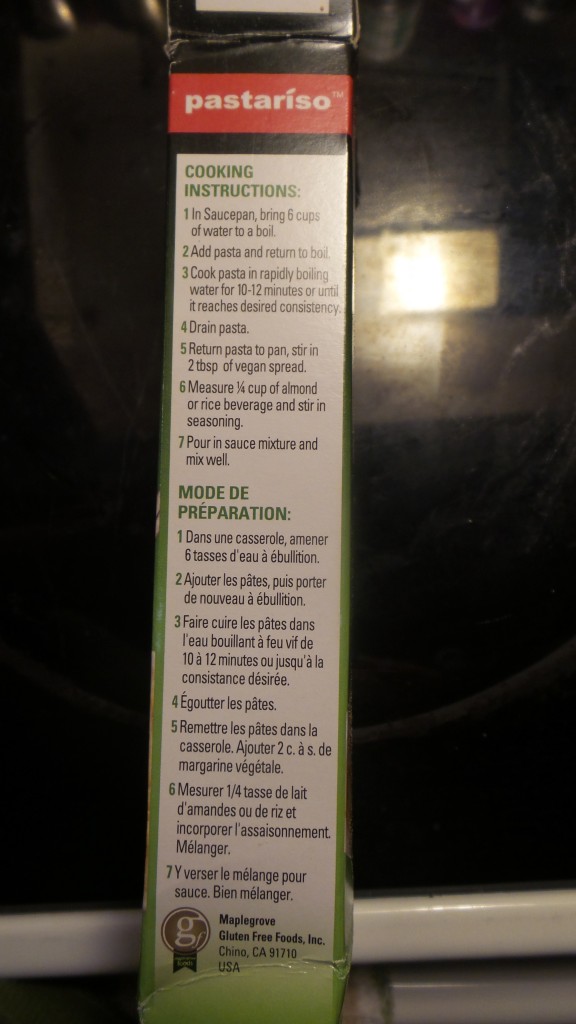 pastaríso™
COOKING
INSTRUCTIONS:
1 In Saucepan, bring 6 cups
of water to a boil.
2 Add pasta and return to boil.
3 Cook pasta in rapidly boiling
water for 10-12 minutes or until
it reaches desired consistency.
4 Drain pasta.
5 Return pasta to pan, stir in
2 tbsp of vegan spread.
6 Measure ¼ cup of almond
or rice beverage and stir in
seasoning.
7 Pour in sauce mixture and
mix well.
MODE DE
PRÉPARATION:
1 Dans une casserole, amener
6 tasses d'eau à ébullition.
2 Ajouter les pâtes, puis porter
de nouveau à ébullition.
3 Faire cuire les pâtes dans
l'eau bouillant à feu vif de
10 à 12 minutes ou jusqu'à la
consistance désirée.
4 Égoutter les pâtes.
5 Remettre les pâtes dans la
casserole. Ajouter 2 c. à s. de
margarine végétale.
6 Mesurer 1/4 tasse de lait
d'amandes ou de riz et
incorporer l'assaisonnement.
Mélanger.
7 Y verser le mélange pour
sauce. Bien mélanger.
gf
Maplegrove
Gluten Free Foods, Inc.
Chino, CA 91710
USA